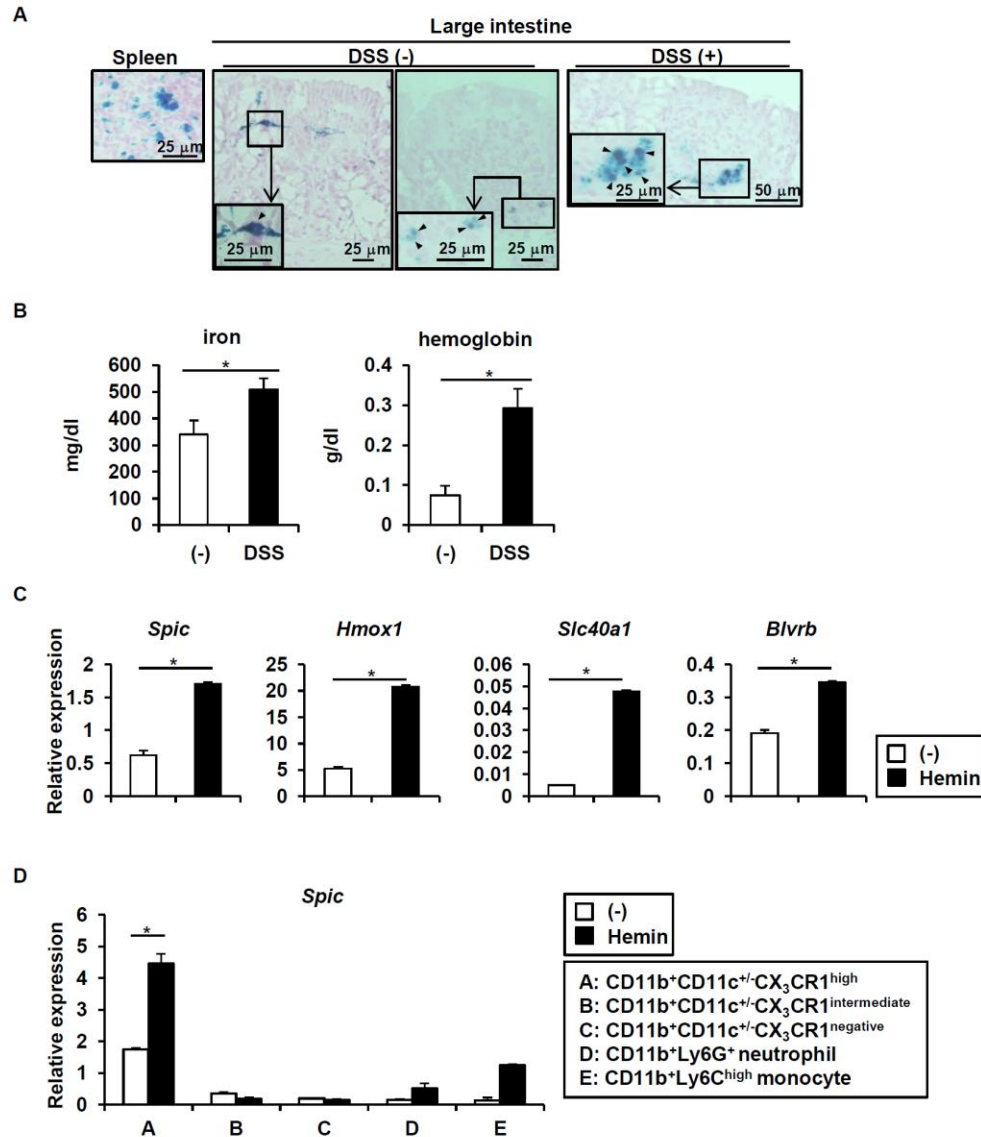 A
Large intestine
Spleen
DSS (-)
DSS (+)
25 μm
25 μm
25 μm
25 μm
25 μm
25 μm
50 μm
B
iron
600
500
400
300
200
100
0
mg/dl
*
(-)
DSS
hemoglobin
0.4
0.3
0.2
0.1
0
g/dl
*
(-)
DSS
C
Relative expression
Spic
2
1.5
1
0.5
0
*
Hmox1
25
20
15
10
5
0
*
Slc40a1
0.06
0.05
0.04
0.03
0.02
0.01
0
*
Blvrb
0.4
0.3
0.2
0.1
0
*
(-)
Hemin
D
Spic
Relative expression
6
5
4
3
2
1
0
*
A B C D E
(-)
Hemin
A: CD11b⁺CD11c⁺/⁻CX₃CR1ʰⁱᵍʰ
B: CD11b⁺CD11c⁺/⁻CX₃CR1ⁱⁿᵗᵉʳᵐᵉᵈⁱᵃᵗᵉ
C: CD11b⁺CD11c⁺/⁻CX₃CR1ⁿᵉᵍᵃᵗⁱᵛᵉ
D: CD11b⁺Ly6G⁺ neutrophil
E: CD11b⁺Ly6Cʰⁱᵍʰ monocyte